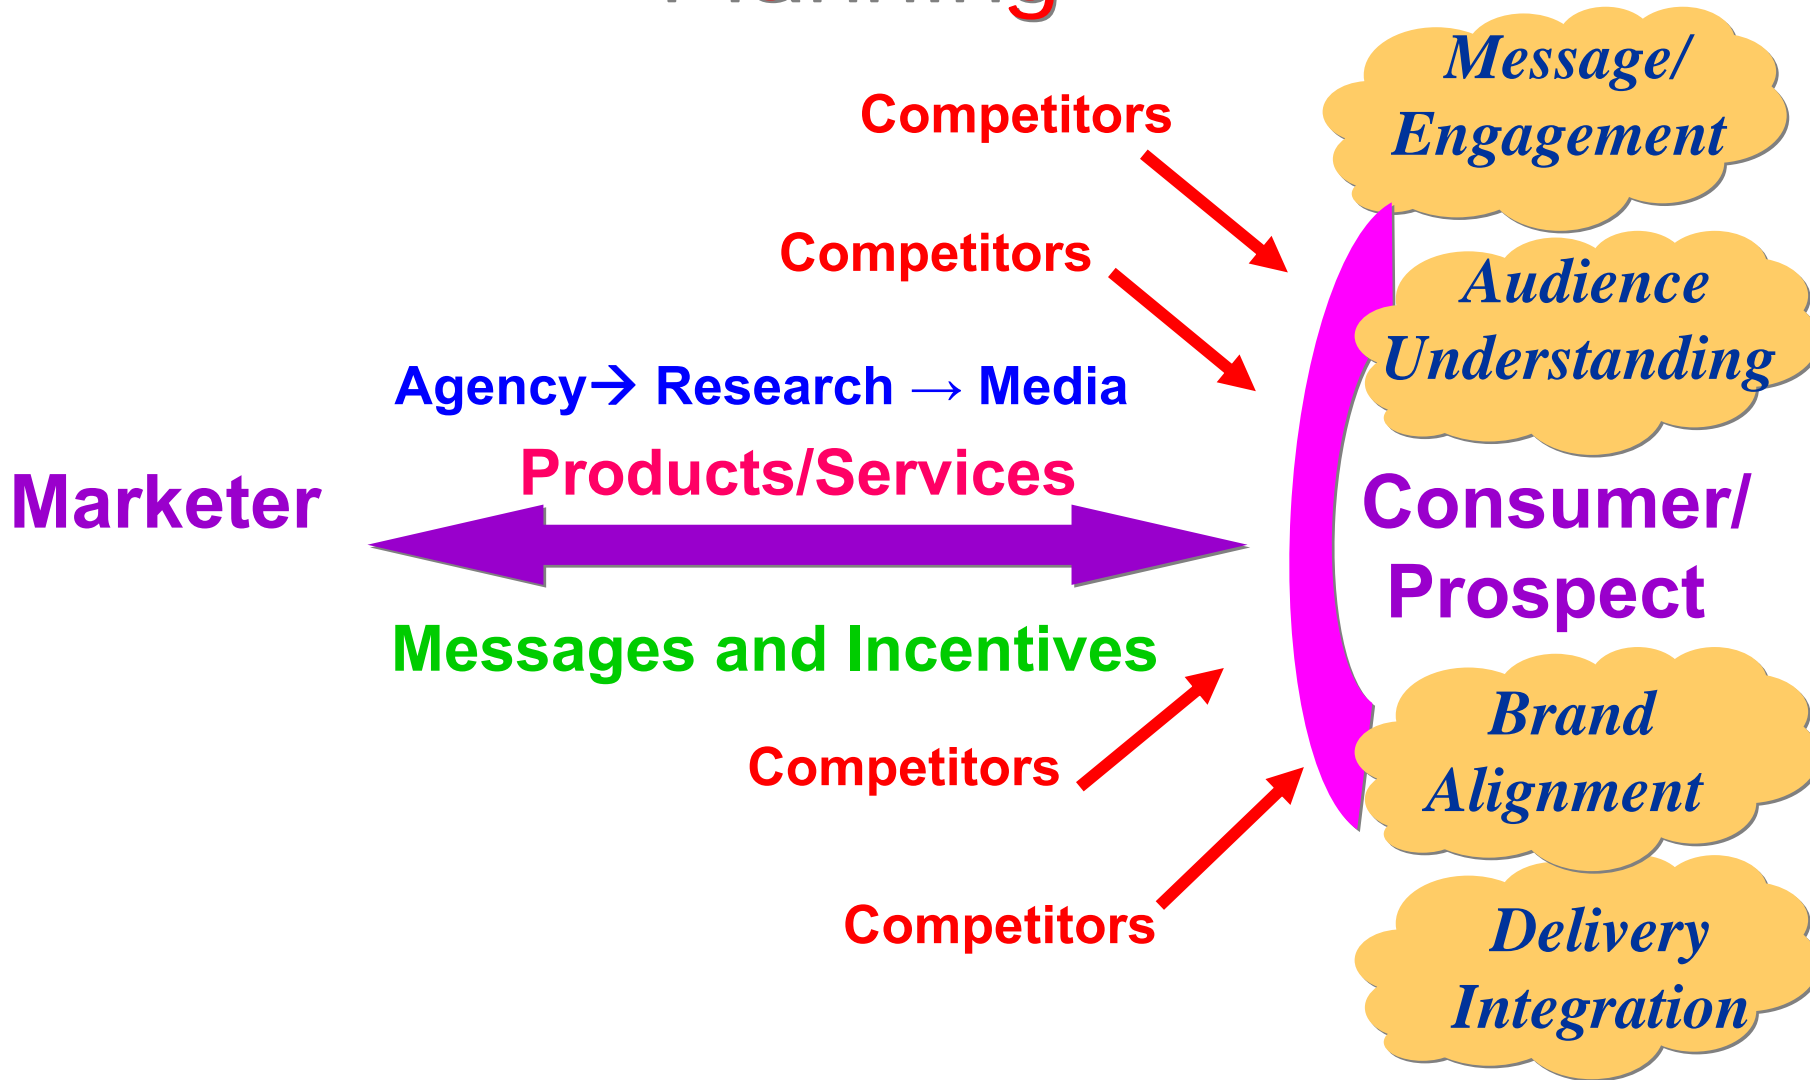 Planning
Message/
Engagement
Competitors
Competitors
Audience
Understanding
Agency→ Research → Media
Products/Services
Marketer
Consumer/
Prospect
Messages and Incentives
Competitors
Brand
Alignment
Competitors
Delivery
Integration